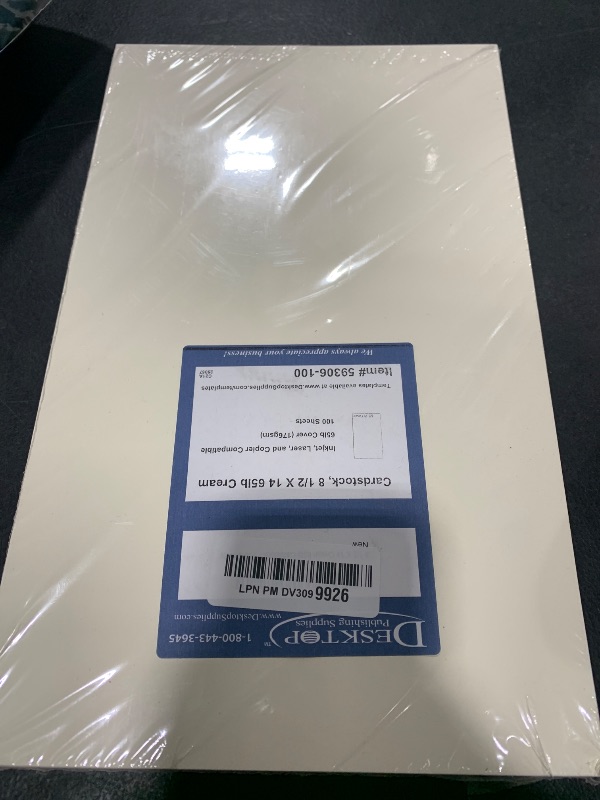 DESKTOP™
Publishing Supplies
1-800-443-3645
www.DesktopSupplies.com
LPN PM DV309 9926
New
Cardstock, 8 1/2 X 14 65lb Cream
Inkjet, Laser, and Copier Compatible
65lb Cover (176gsm)
100 Sheets
Templates available at www.DesktopSupplies.com/templates
Item# 59306-100
We always appreciate your business!